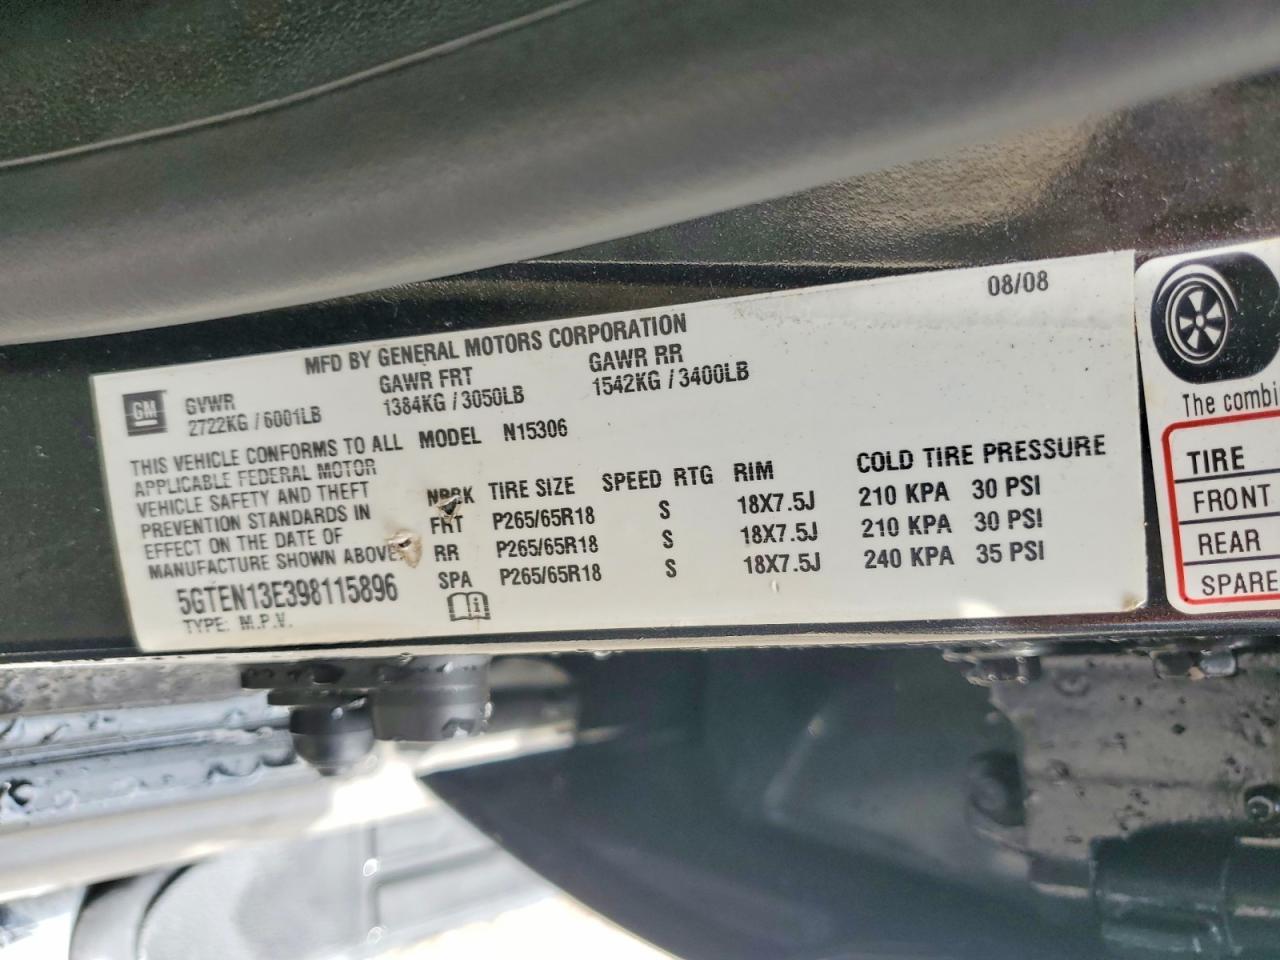 08/08
MFD BY GENERAL MOTORS CORPORATION
GM GVWR GAWR FRT GAWR RR
2722KG / 6001LB 1384KG / 3050LB 1542KG / 3400LB
THIS VEHICLE CONFORMS TO ALL MODEL N15306
APPLICABLE FEDERAL MOTOR
VEHICLE SAFETY AND THEFT
PREVENTION STANDARDS IN
EFFECT ON THE DATE OF
MANUFACTURE SHOWN ABOVE.
TIRE SIZE SPEED RTG RIM COLD TIRE PRESSURE
FRT P265/65R18 S 18X7.5J 210 KPA 30 PSI
RR P265/65R18 S 18X7.5J 210 KPA 30 PSI
SPA P265/65R18 S 18X7.5J 240 KPA 35 PSI
5GTEN13E398115896
TYPE: M.P.V.
The combi
TIRE
FRONT
REAR
SPARE